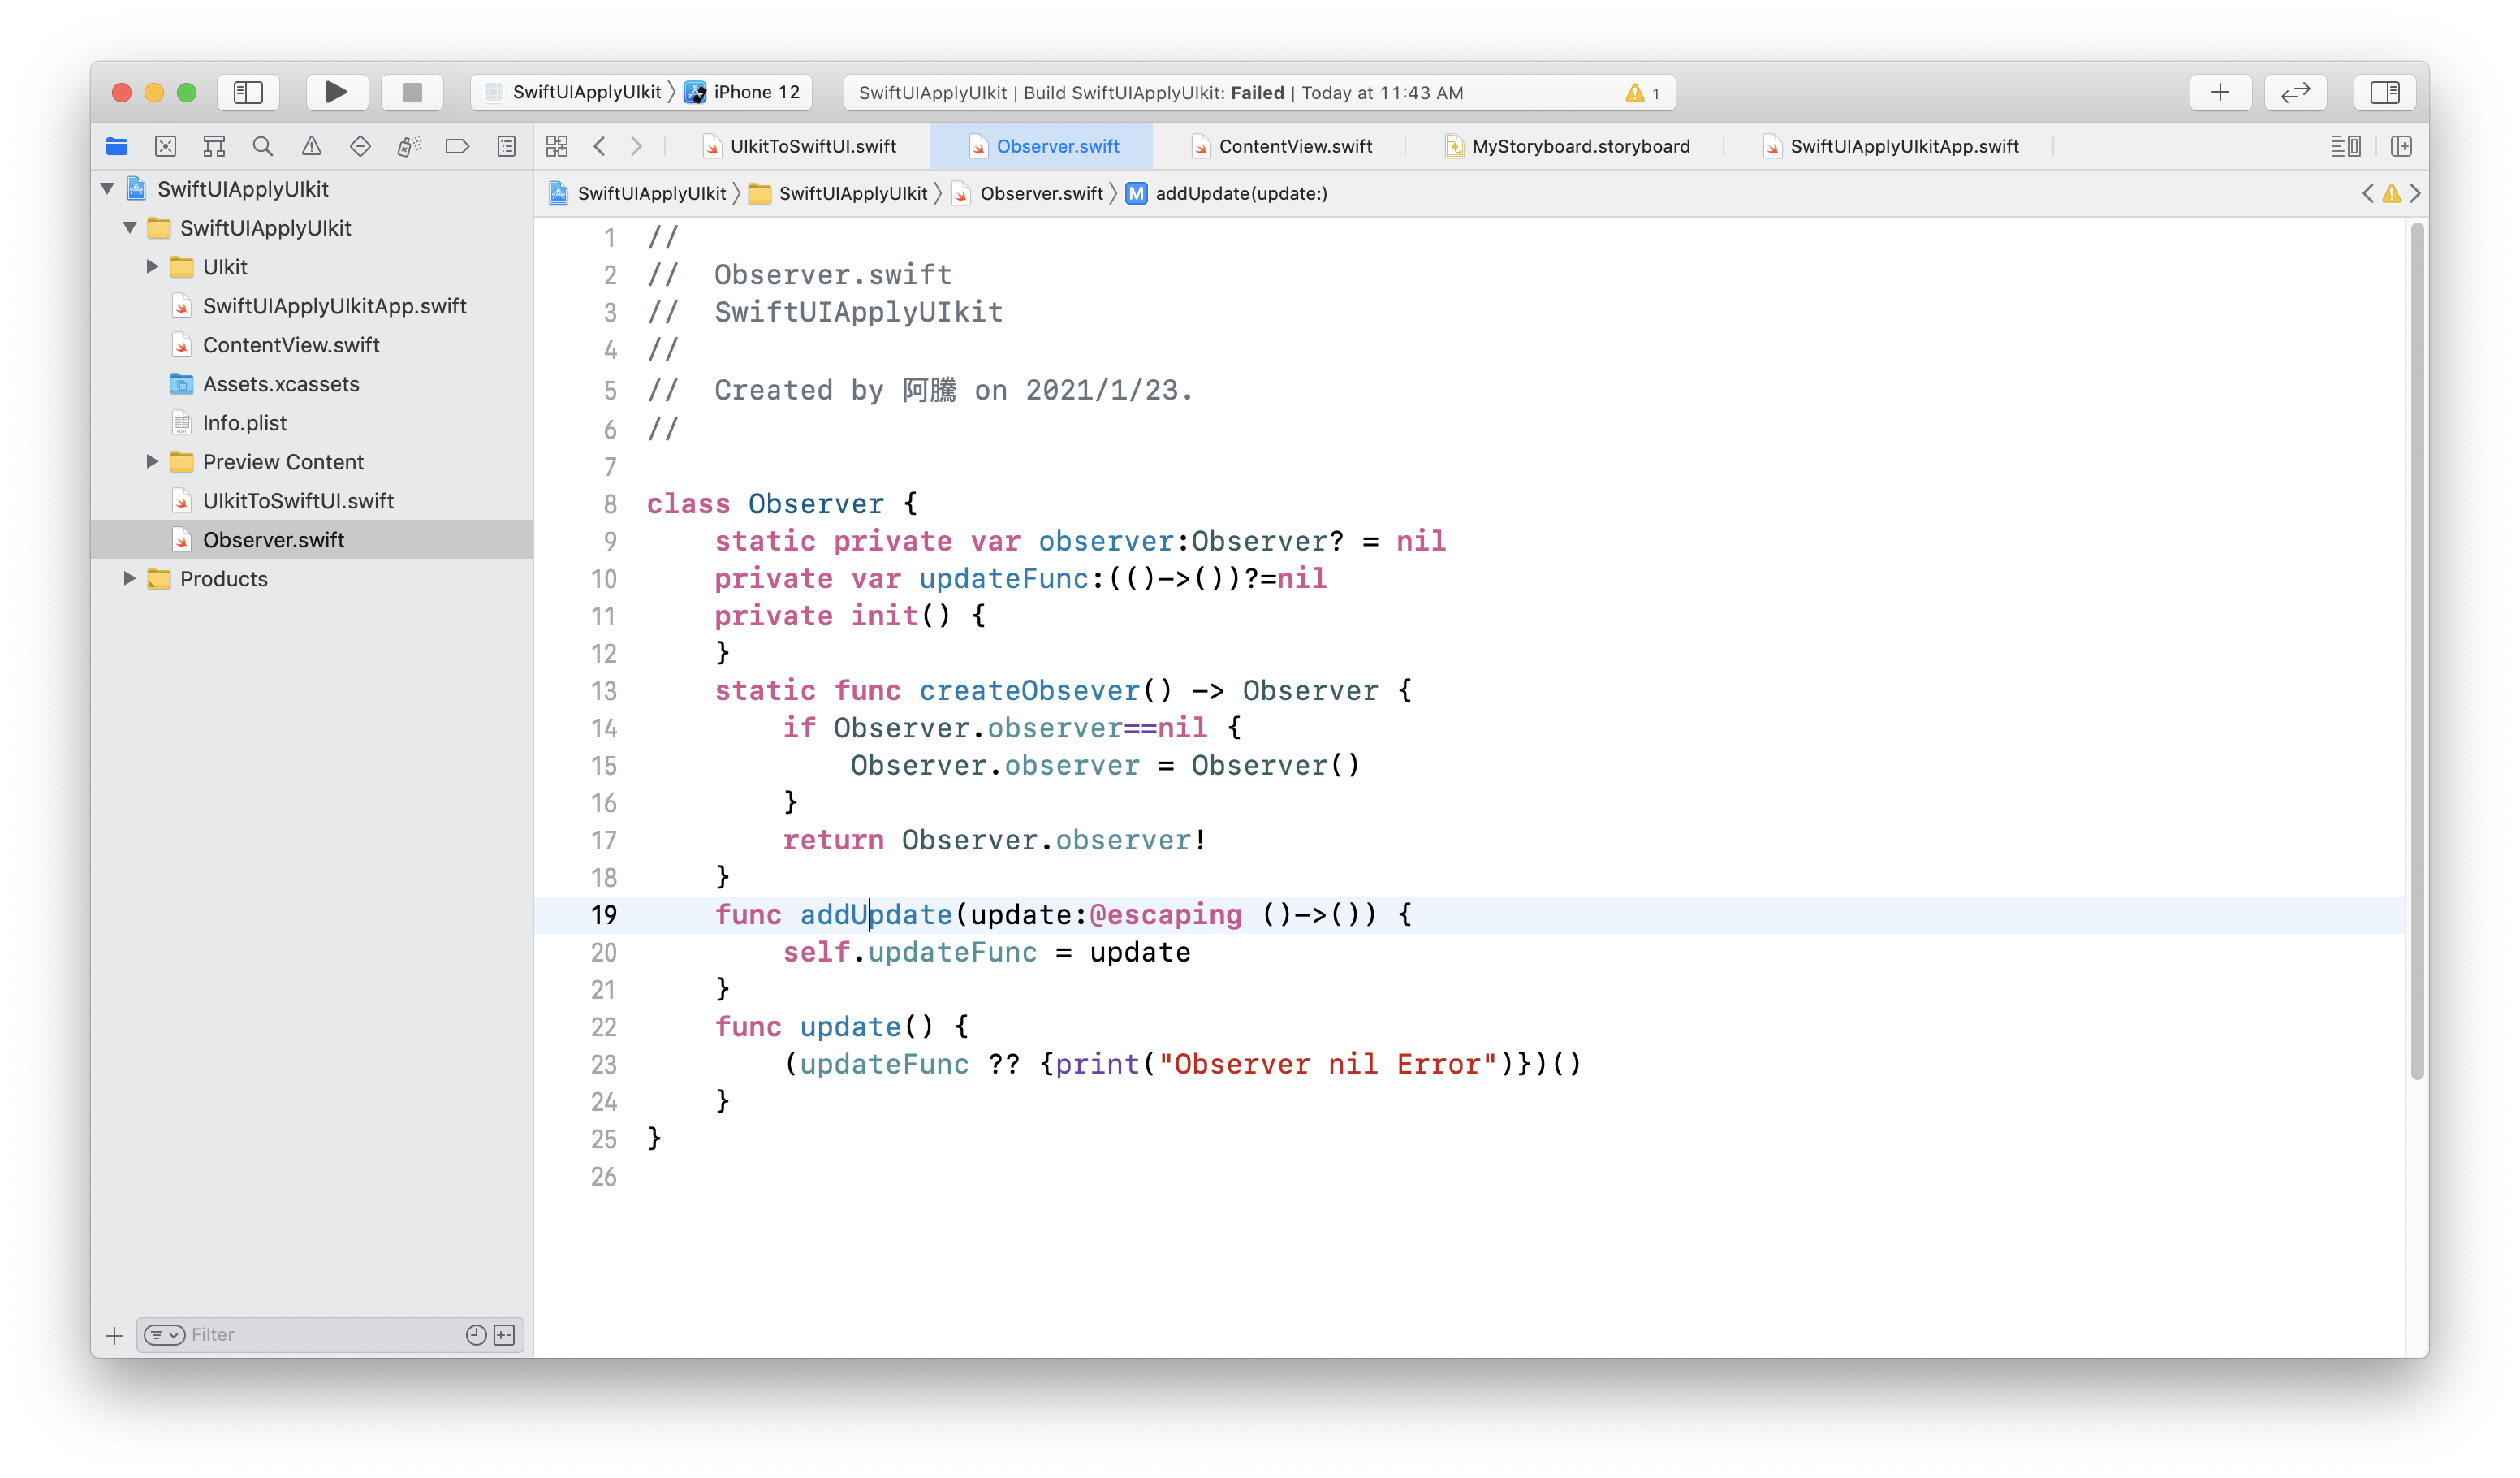 SwiftUIApplyUIkit
iPhone 12
SwiftUIApplyUIkit | Build SwiftUIApplyUIkit: Failed | Today at 11:43 AM
1
UIkitToSwiftUI.swift
Observer.swift
ContentView.swift
MyStoryboard.storyboard
SwiftUIApplyUIkitApp.swift
SwiftUIApplyUIkit
SwiftUIApplyUIkit
Observer.swift
M
addUpdate(update:)
SwiftUIApplyUIkit
SwiftUIApplyUIkit
UIkit
SwiftUIApplyUIkitApp.swift
ContentView.swift
Assets.xcassets
Info.plist
Preview Content
UIkitToSwiftUI.swift
Observer.swift
Products
Filter
1 //
2 //  Observer.swift
3 //  SwiftUIApplyUIkit
4 //
5 //  Created by 阿騰 on 2021/1/23.
6 //
7
8 class Observer {
9     static private var observer:Observer? = nil
10     private var updateFunc:(()->())?=nil
11     private init() {
12     }
13     static func createObsever() -> Observer {
14         if Observer.observer==nil {
15             Observer.observer = Observer()
16         }
17         return Observer.observer!
18     }
19     func addUpdate(update:@escaping ()->()) {
20         self.updateFunc = update
21     }
22     func update() {
23         (updateFunc ?? {print("Observer nil Error")})()
24     }
25 }
26